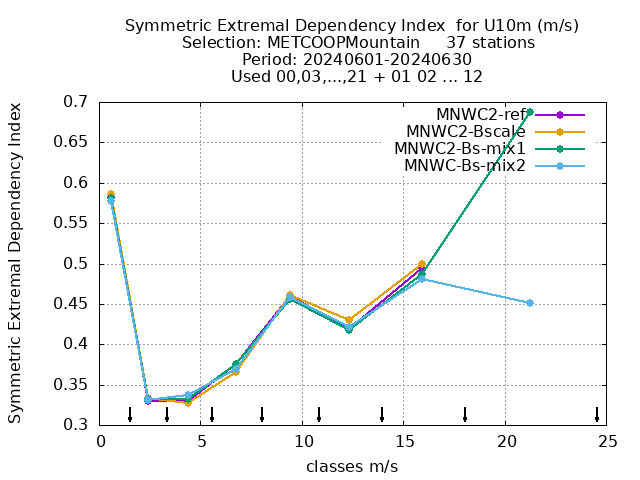 Symmetric Extremal Dependency Index  for U10m (m/s)
Selection: METCOOPMountain     37 stations
Period: 20240601-20240630
Used 00,03,...,21 + 01 02 ... 12
Symmetric Extremal Dependency Index
0.7
0.65
0.6
0.55
0.5
0.45
0.4
0.35
0.3
MNWC2-ref
MNWC2-Bscale
MNWC2-Bs-mix1
MNWC-Bs-mix2
0 5 10 15 20 25
classes m/s